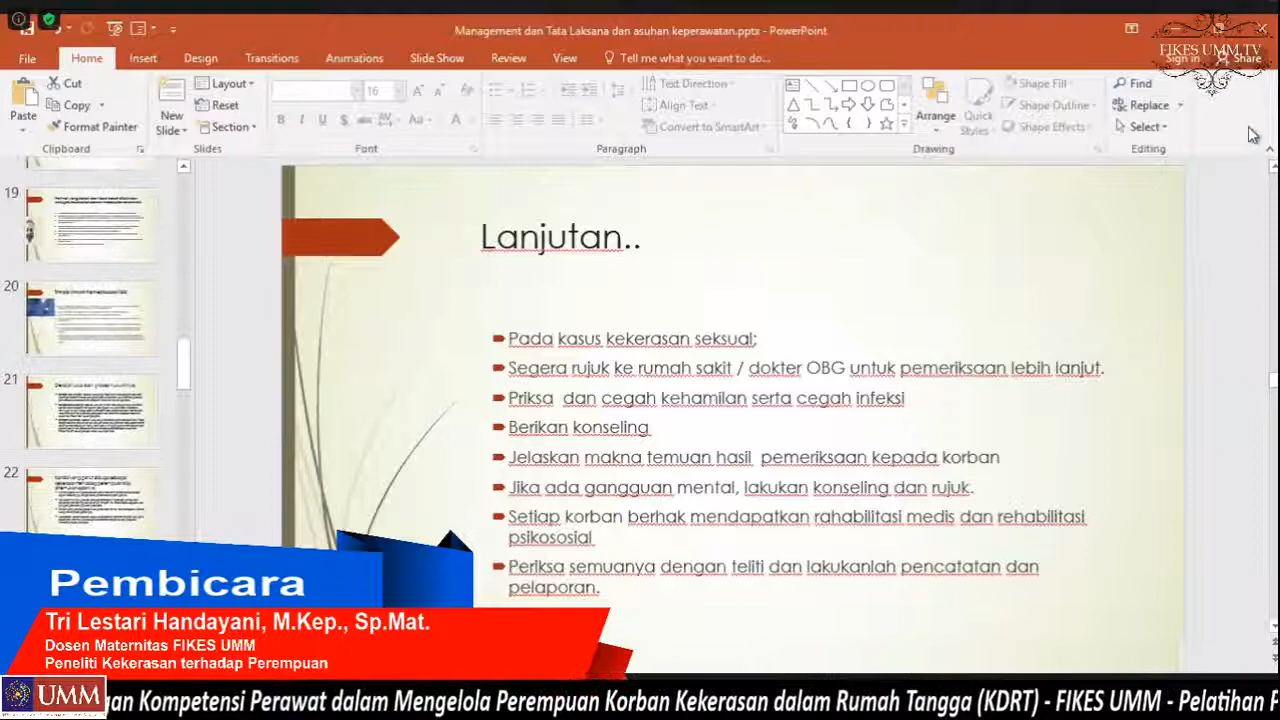 Management dan Tata Laksana dan asuhan keperawatan.pptx - PowerPoint
FIKES UMM.TV
File Home Insert Design Transitions Animations Slide Show Review View Tell me what you want to do... Sign in Share
Cut
Copy
Format Painter
Paste
Clipboard
New
Slide
Layout
Reset
Section
Slides
16
Font
Text Direction
Align Text
Convert to SmartArt
Paragraph
Arrange
Quick
Styles
Shape Fill
Shape Outline
Shape Effects
Drawing
Find
Replace
Select
Editing
19
20
21
22
Lanjutan..
Pada kasus kekerasan seksual;
Segera rujuk ke rumah sakit / dokter OBG untuk pemeriksaan lebih lanjut.
Priksa dan cegah kehamilan serta cegah infeksi
Berikan konseling
Jelaskan makna temuan hasil pemeriksaan kepada korban
Jika ada gangguan mental, lakukan konseling dan rujuk.
Setiap korban berhak mendapatkan rahabilitasi medis dan rehabilitasi
psikososial
Periksa semuanya dengan teliti dan lakukanlah pencatatan dan
pelaporan.
Pembicara
Tri Lestari Handayani, M.Kep., Sp.Mat.
Dosen Maternitas FIKES UMM
Peneliti Kekerasan terhadap Perempuan
UMM
an Kompetensi Perawat dalam Mengelola Perempuan Korban Kekerasan dalam Rumah Tangga (KDRT) - FIKES UMM - Pelatihan P